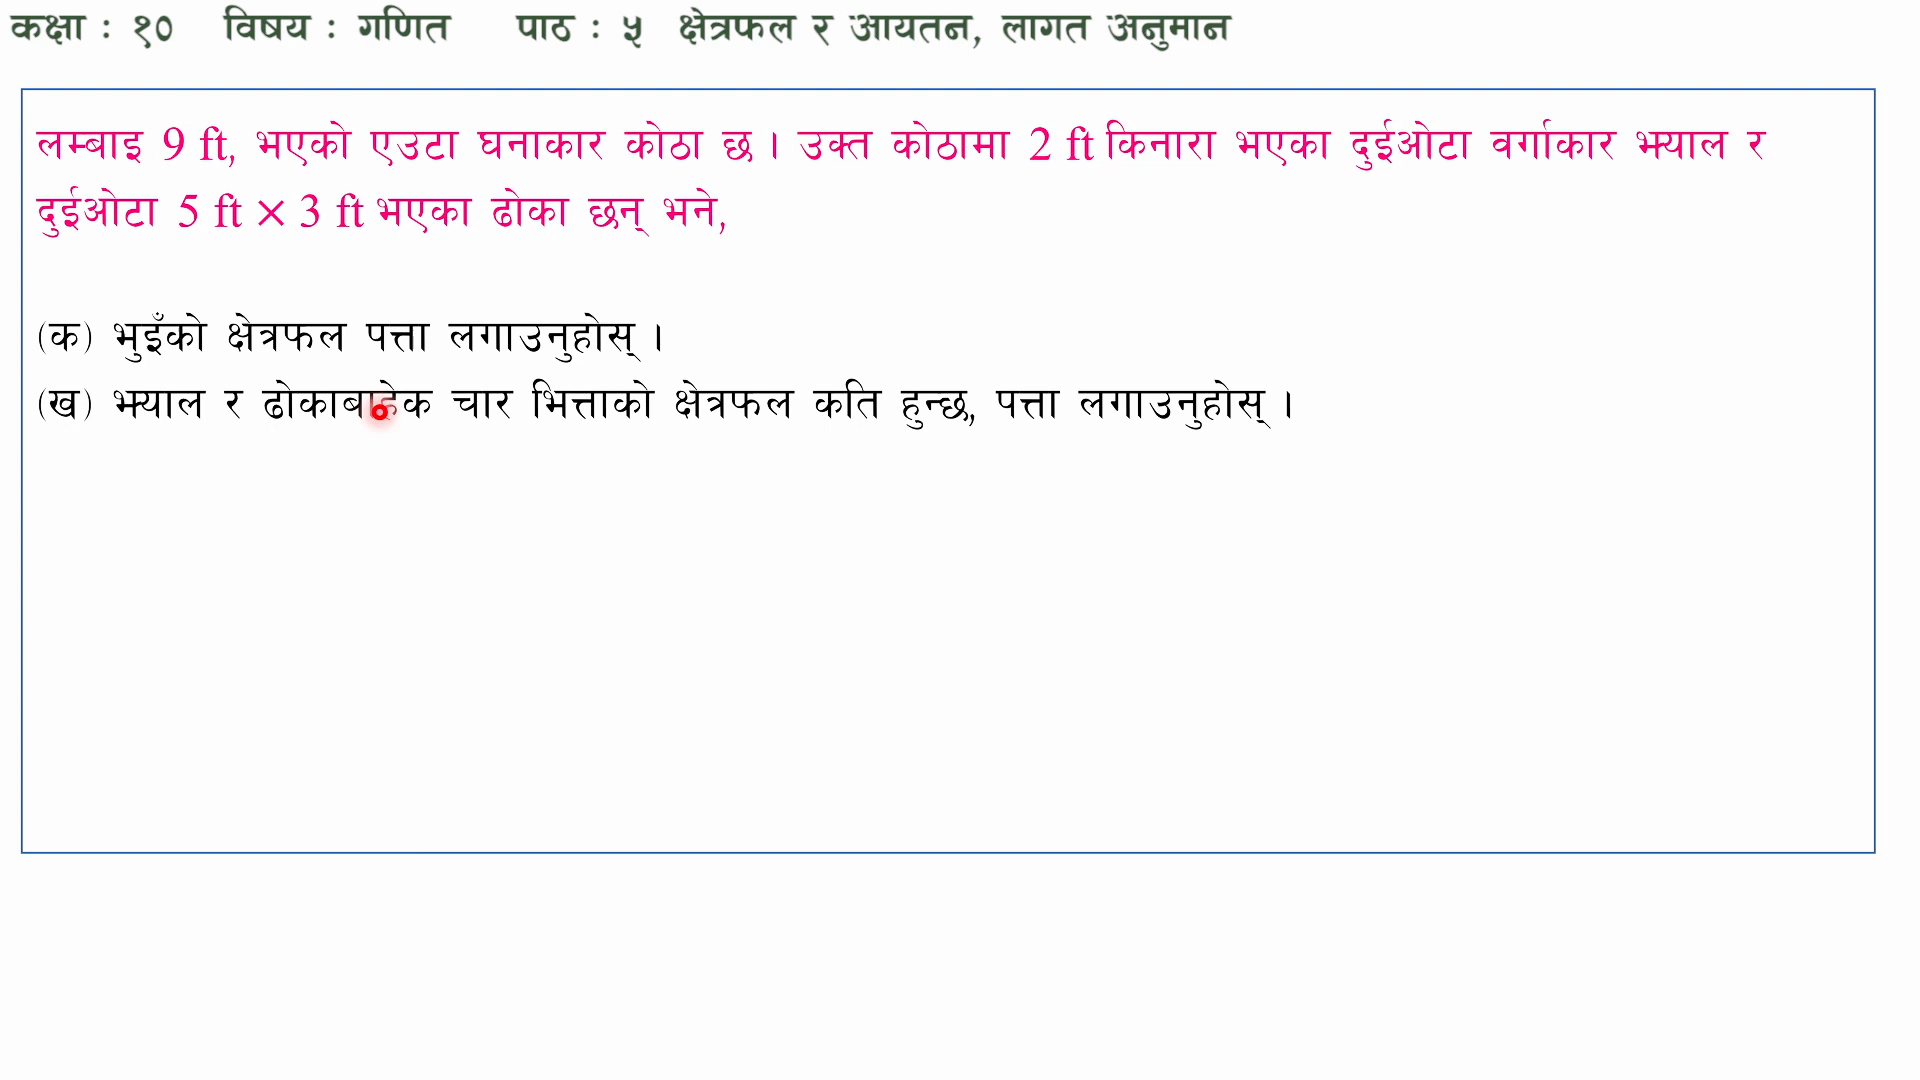 कक्षा : १० विषय : गणित पाठ : ५ क्षेत्रफल र आयतन, लागत अनुमान
लम्बाइ 9 ft, भएको एउटा घनाकार कोठा छ । उक्त कोठामा 2 ft किनारा भएका दुईओटा वर्गाकार झ्याल र
दुईओटा 5 ft × 3 ft भएका ढोका छन् भने,
(क) भुइँको क्षेत्रफल पत्ता लगाउनुहोस् ।
(ख) झ्याल र ढोकाबाहेक चार भित्ताको क्षेत्रफल कति हुन्छ, पत्ता लगाउनुहोस् ।